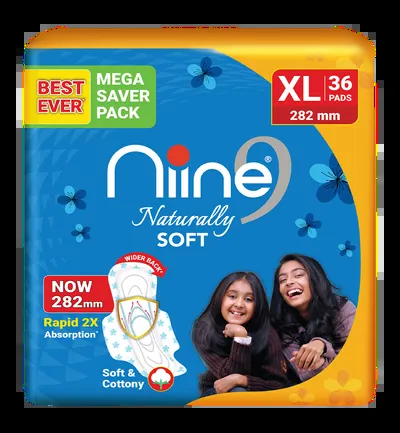 BEST
EVER*
MEGA
SAVER
PACK
XL 36
PADS
282 mm
niine 9®
Naturally
SOFT
WIDER BACK*
NOW
282mm
Rapid 2X
Absorption*
Soft &
Cottony